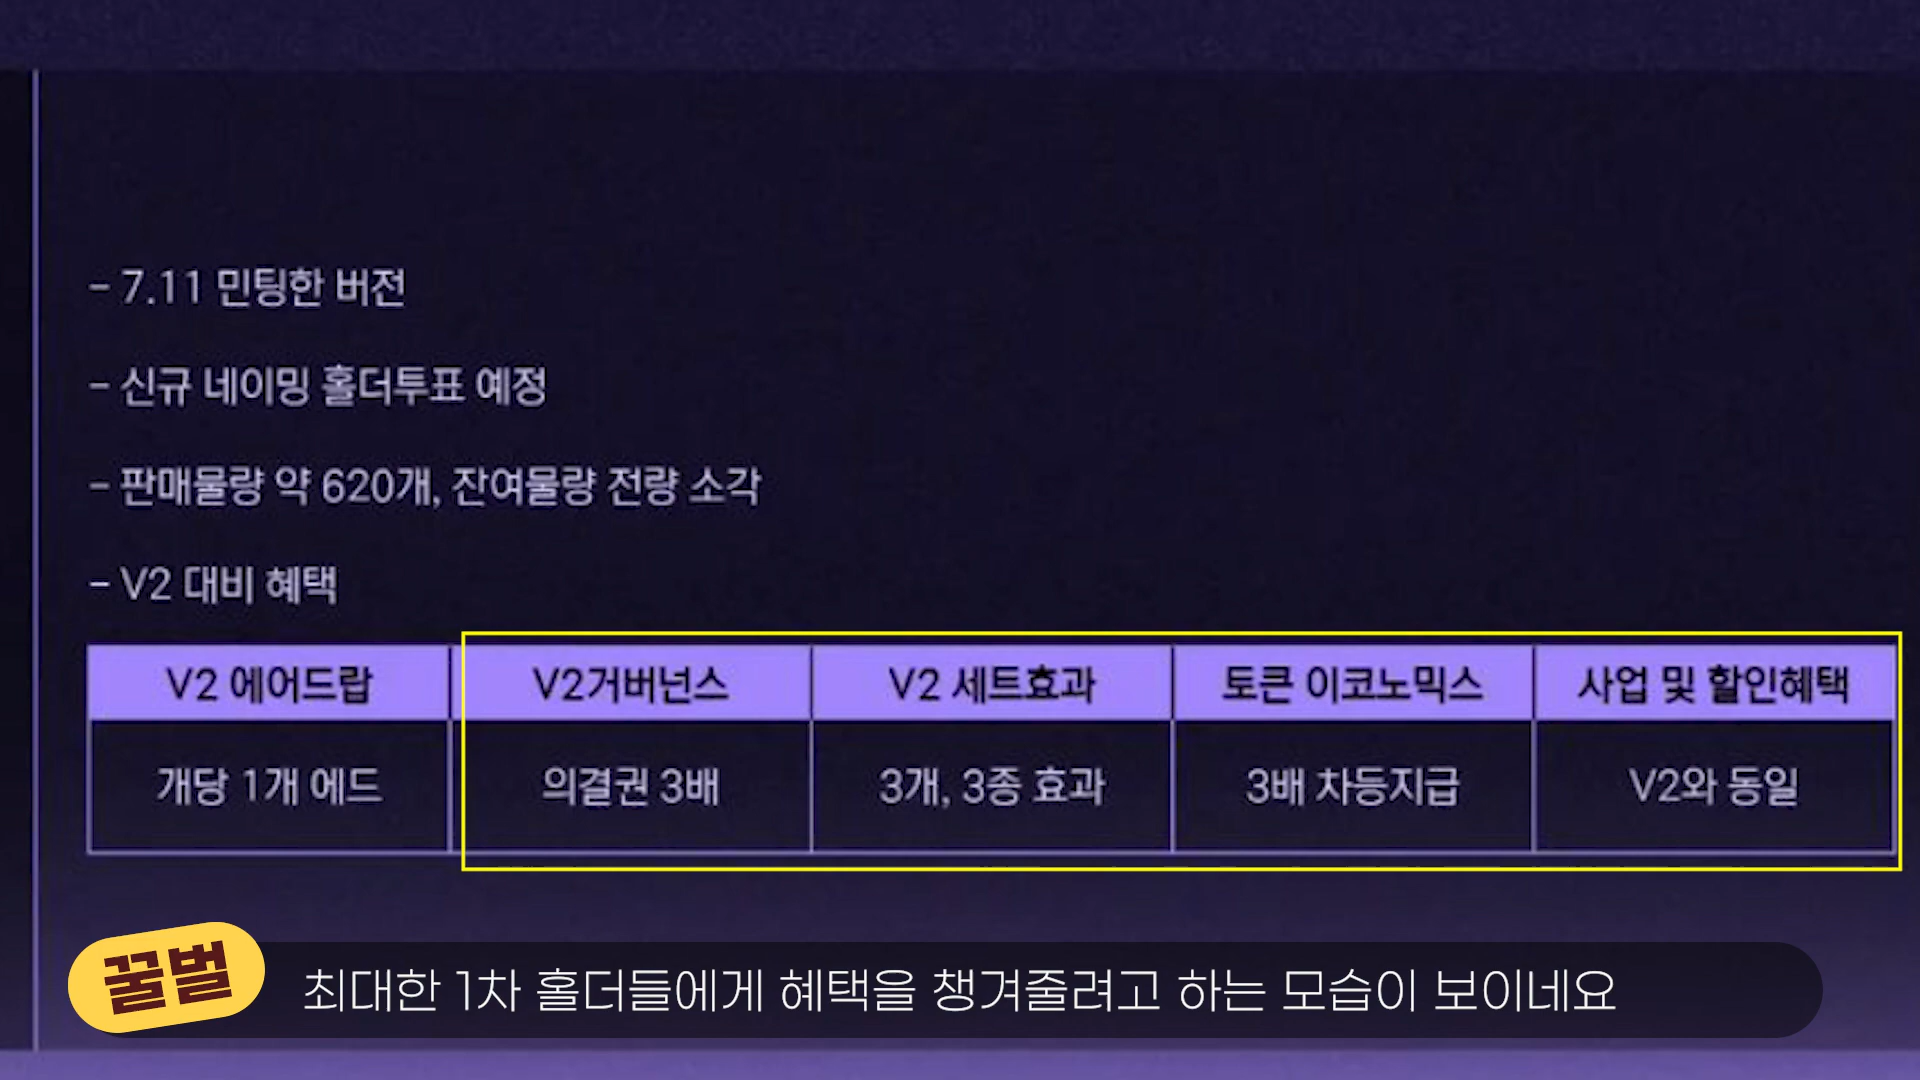 - 7.11 민팅한 버전
- 신규 네이밍 홀더투표 예정
- 판매물량 약 620개, 잔여물량 전량 소각
- V2 대비 혜택
V2 에어드랍 V2거버넌스 V2 세트효과 토큰 이코노믹스 사업 및 할인혜택
개당 1개 에드 의결권 3배 3개, 3종 효과 3배 차등지급 V2와 동일
꿀벌 최대한 1차 홀더들에게 혜택을 챙겨줄려고 하는 모습이 보이네요